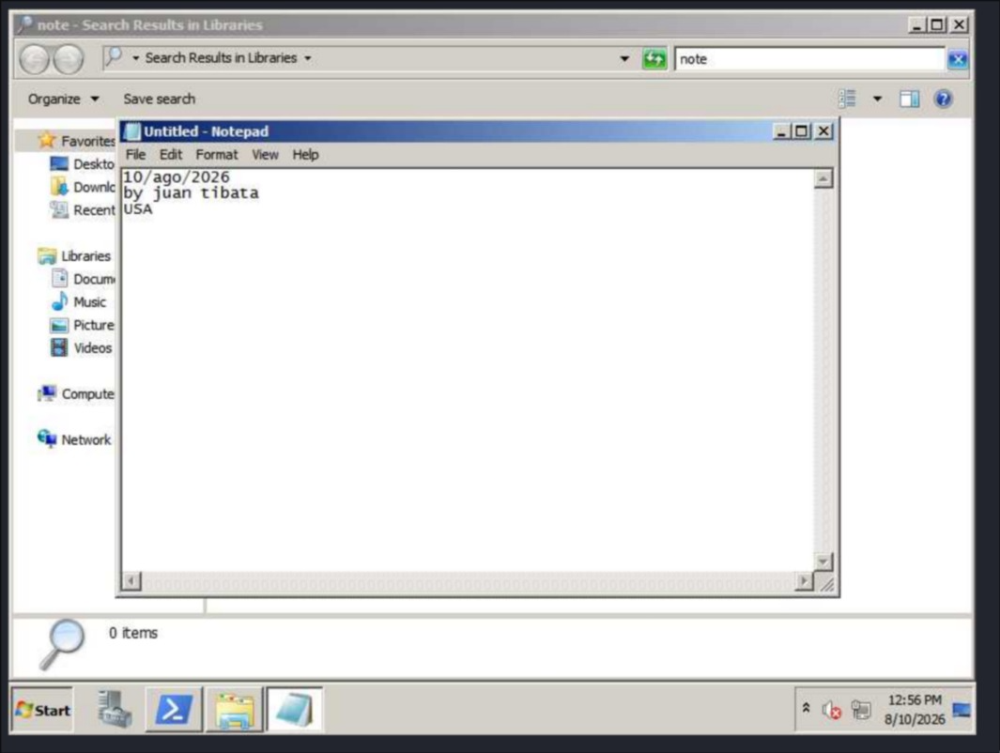 note - Search Results in Libraries
Search Results in Libraries
note
Organize
Save search
Untitled - Notepad
File Edit Format View Help
10/ago/2026
by juan tibata
USA
Favorites
Deskto
Downlo
Recent
Libraries
Docum
Music
Picture
Videos
Compute
Network
0 items
Start
12:56 PM
8/10/2026